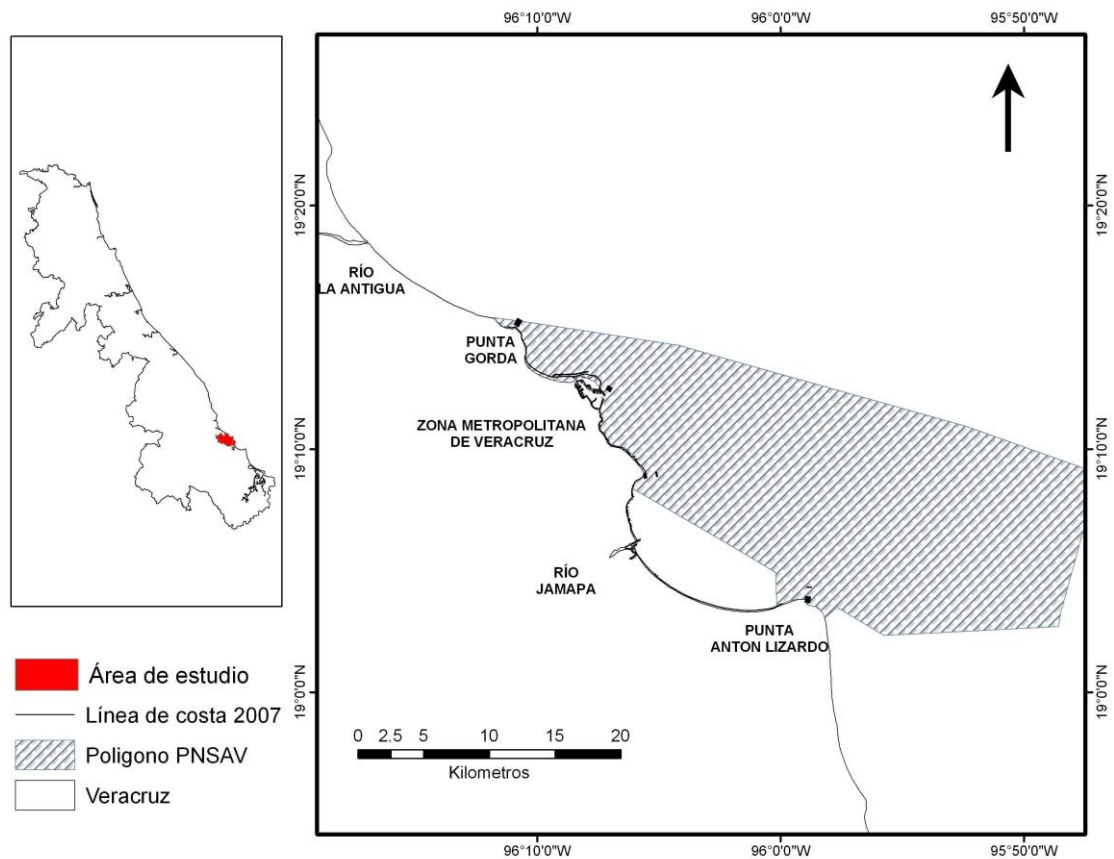 96°10'0"W
96°0'0"W
95°50'0"W
19°20'0"N
19°20'0"N
RÍO
LA ANTIGUA
PUNTA
GORDA
ZONA METROPOLITANA
DE VERACRUZ
19°10'0"N
19°10'0"N
RÍO
JAMAPA
PUNTA
ANTON LIZARDO
19°0'0"N
19°0'0"N
0 2.5 5 10 15 20
Kilometros
96°10'0"W
96°0'0"W
95°50'0"W
Área de estudio
Línea de costa 2007
Poligono PNSAV
Veracruz